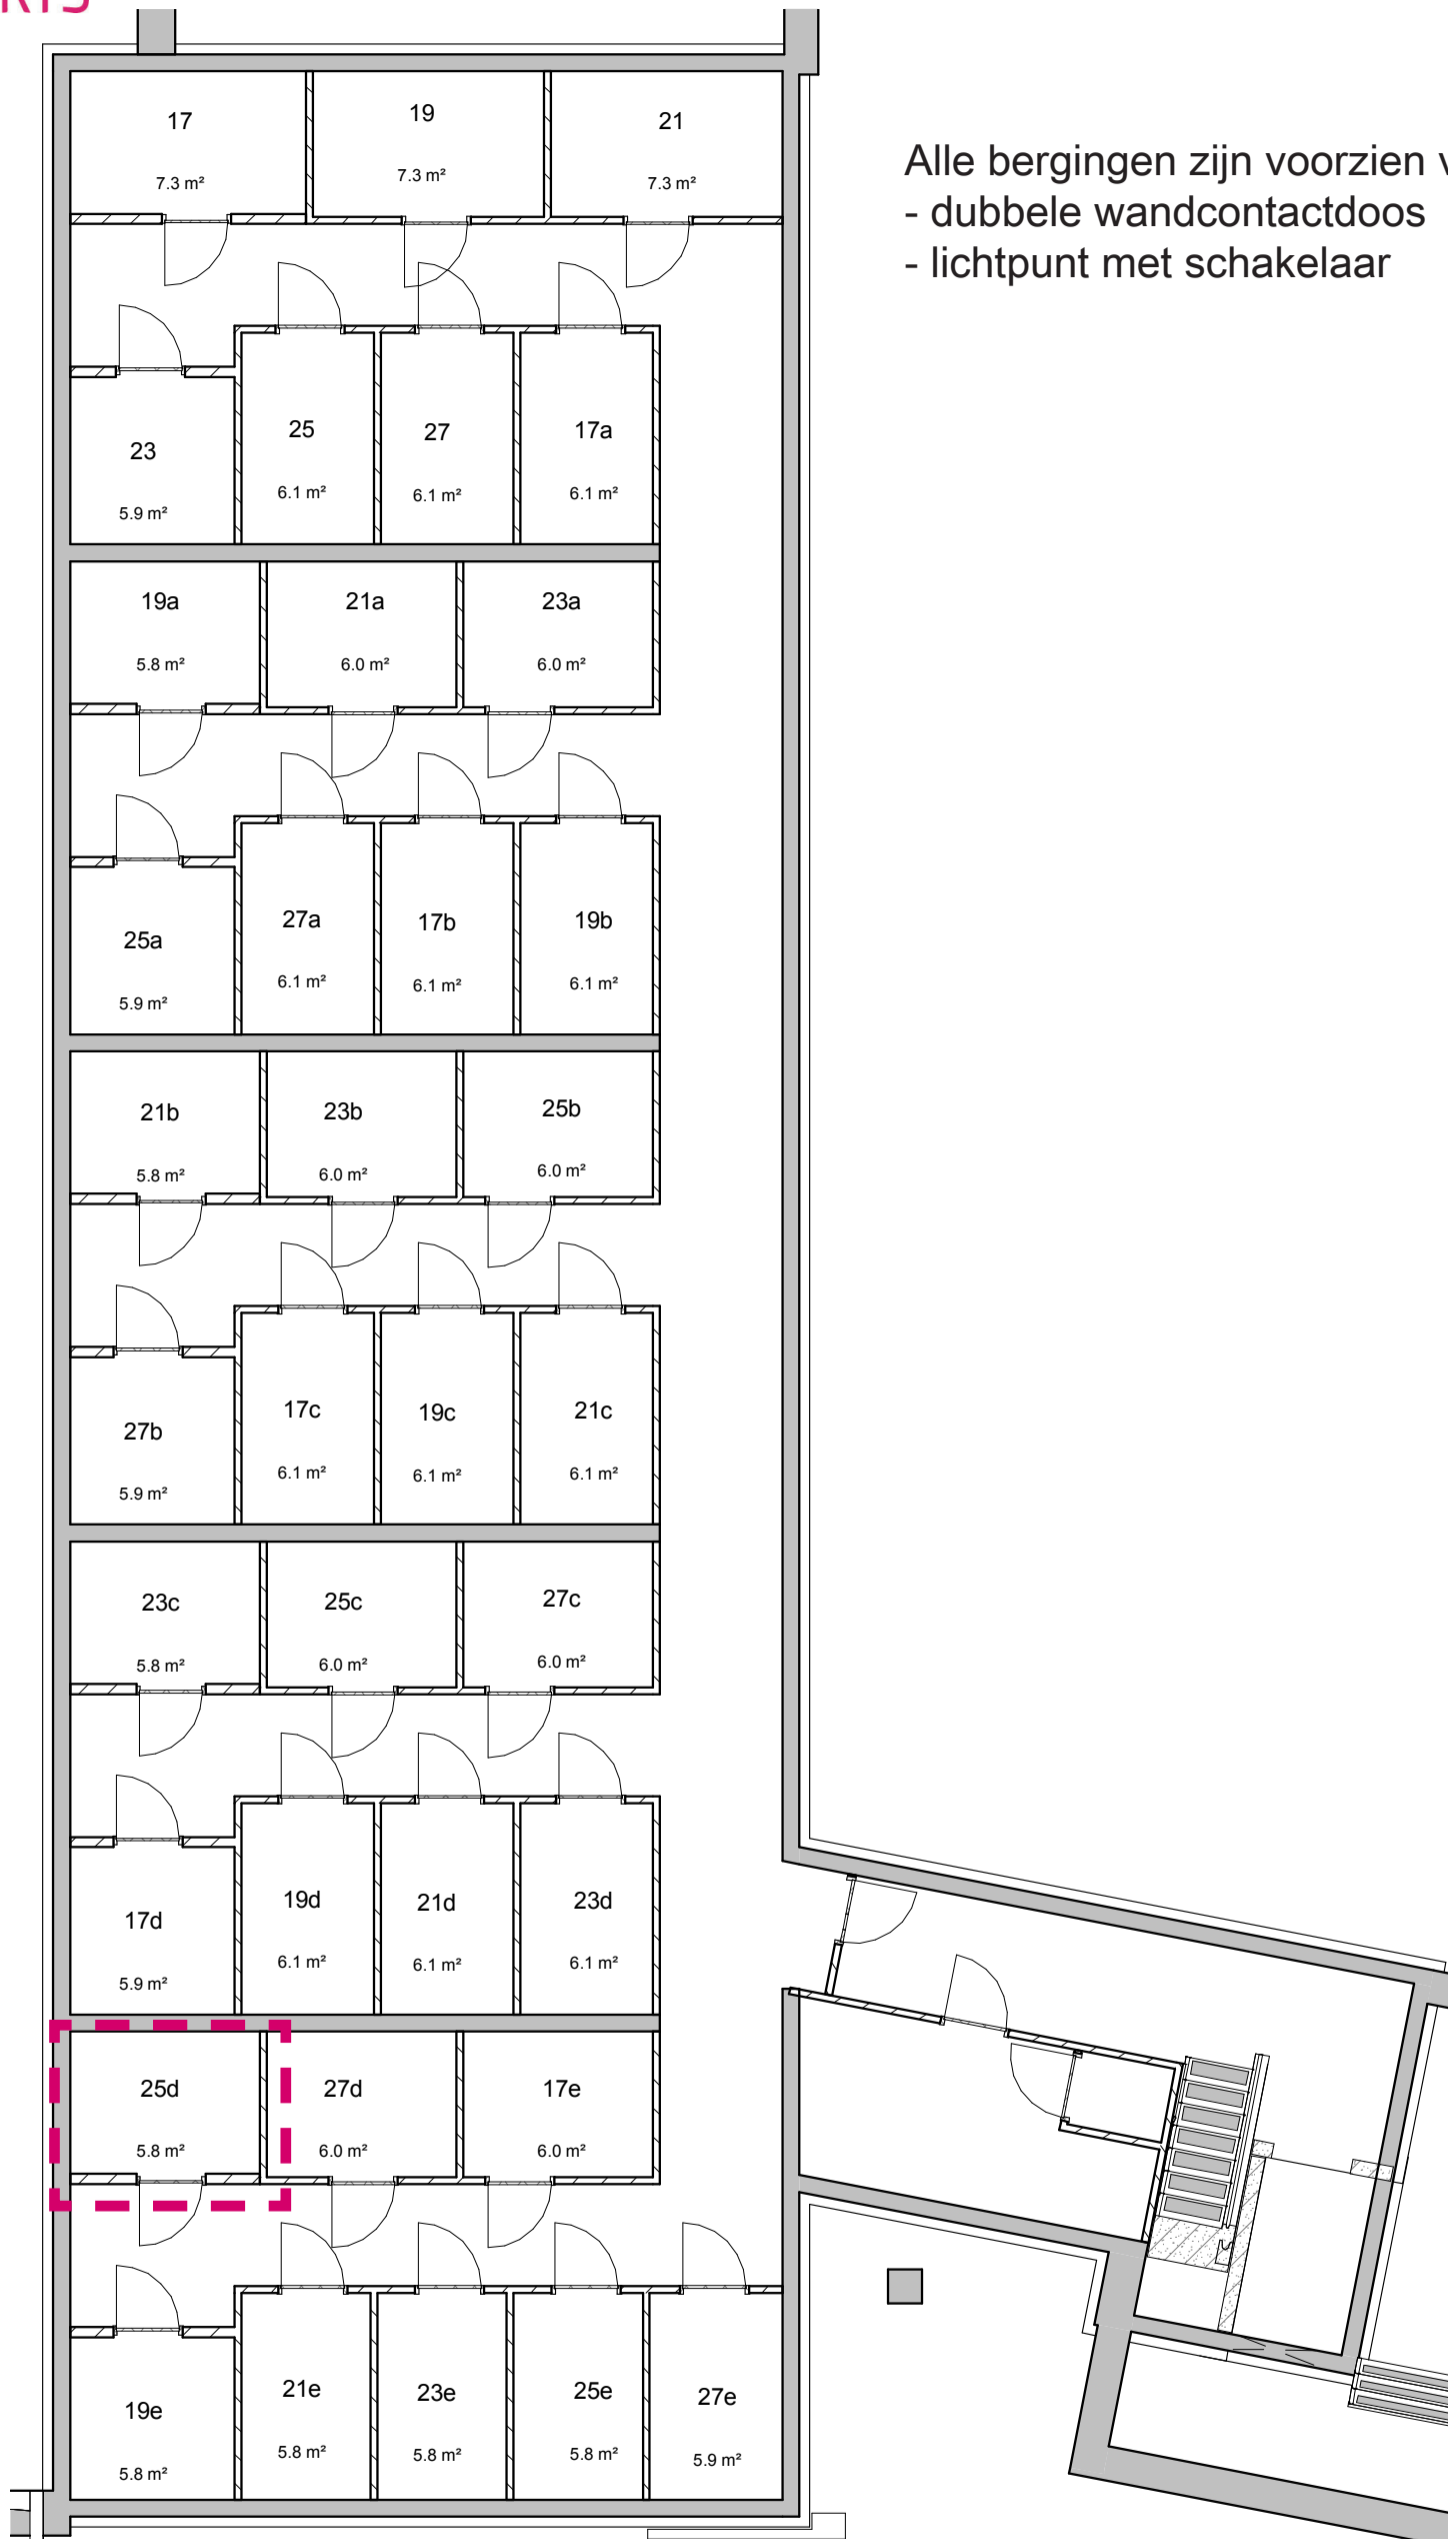 17
19
21
7.3 m²
7.3 m²
7.3 m²
Alle bergingen zijn voorzien
- dubbele wandcontactdoos
- lichtpunt met schakelaar
23
25
27
17a
5.9 m²
6.1 m²
6.1 m²
6.1 m²
19a
21a
23a
5.8 m²
6.0 m²
6.0 m²
25a
27a
17b
19b
5.9 m²
6.1 m²
6.1 m²
6.1 m²
21b
23b
25b
5.8 m²
6.0 m²
6.0 m²
27b
17c
19c
21c
5.9 m²
6.1 m²
6.1 m²
6.1 m²
23c
25c
27c
5.8 m²
6.0 m²
6.0 m²
17d
19d
21d
23d
5.9 m²
6.1 m²
6.1 m²
6.1 m²
25d
27d
17e
5.8 m²
6.0 m²
6.0 m²
19e
21e
23e
25e
27e
5.8 m²
5.8 m²
5.8 m²
5.8 m²
5.9 m²